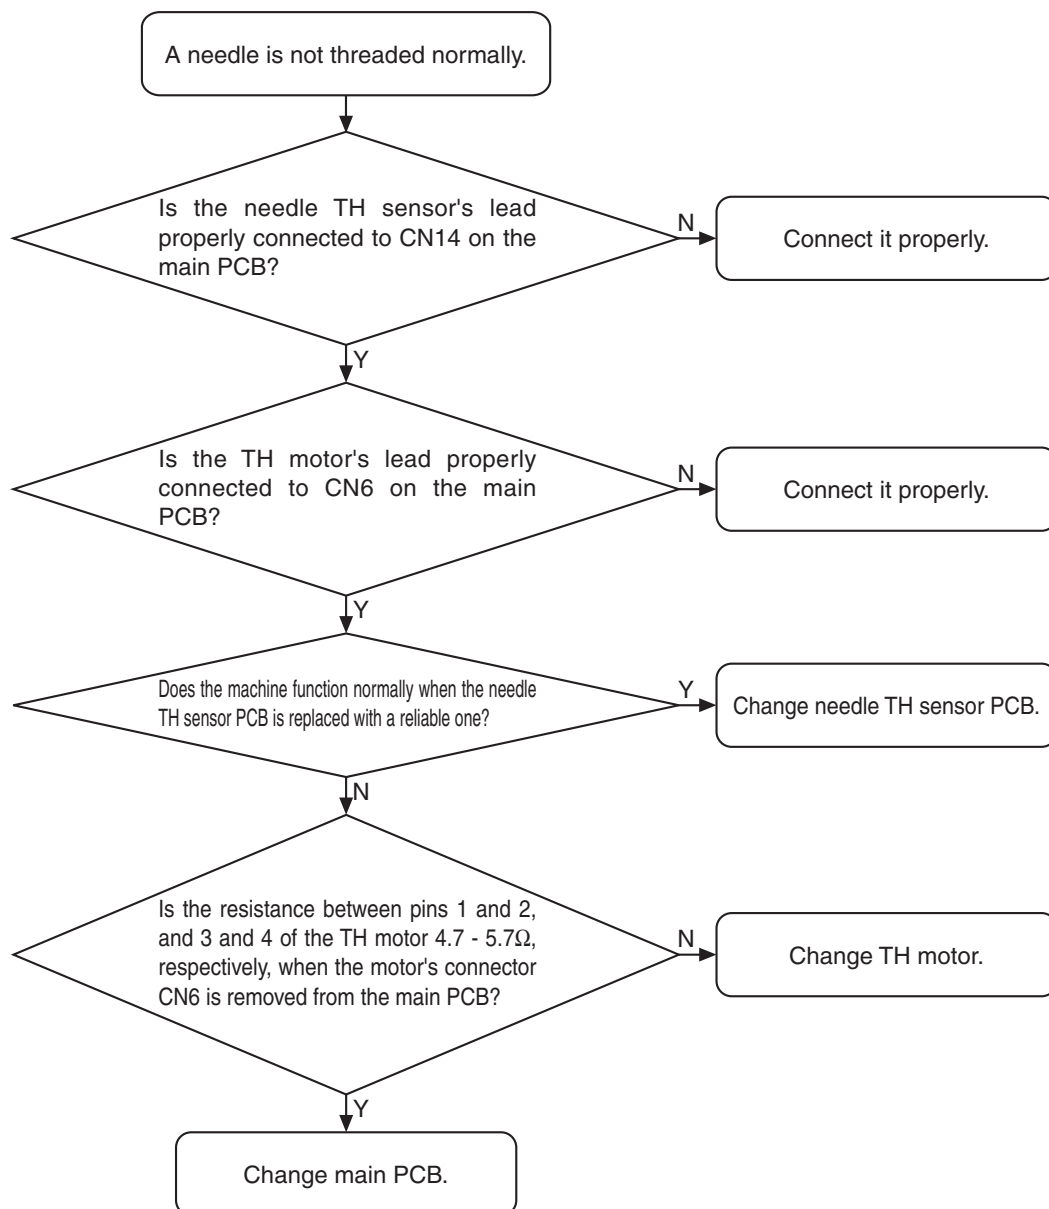 A needle is not threaded normally.
Is the needle TH sensor's lead
properly connected to CN14 on the
main PCB?
N
Connect it properly.
Y
Is the TH motor's lead properly
connected to CN6 on the main
PCB?
N
Connect it properly.
Y
Does the machine function normally when the needle
TH sensor PCB is replaced with a reliable one?
Y
Change needle TH sensor PCB.
N
Is the resistance between pins 1 and 2,
and 3 and 4 of the TH motor 4.7 - 5.7Ω,
respectively, when the motor's connector
CN6 is removed from the main PCB?
N
Change TH motor.
Y
Change main PCB.